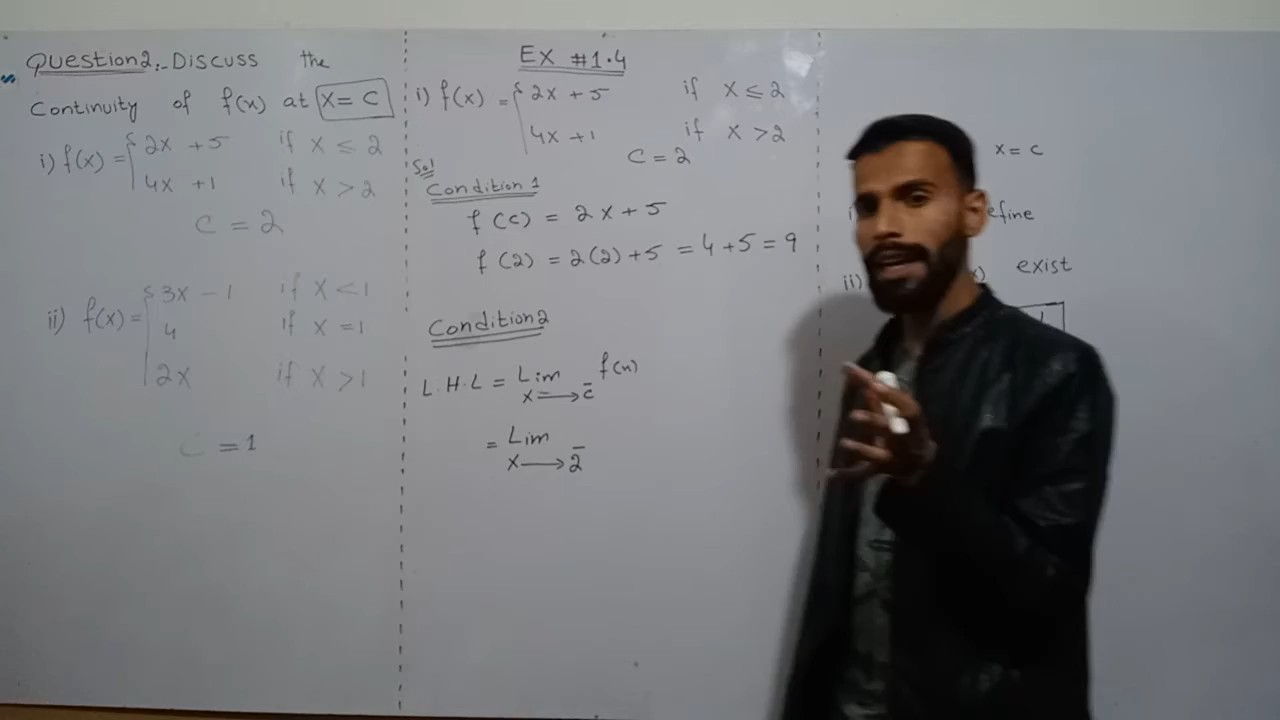 Question2:- Discuss the
Continuity of f(x) at x = c
i) f(x) = { 2x + 5 if x ≤ 2
4x + 1 if x > 2
c = 2
ii) f(x) = { 3x - 1 if x < 1
4 if x = 1
2x if x > 1
c = 1
EX #1.4
i) f(x) = { 2x + 5 if x ≤ 2
4x + 1 if x > 2
c = 2
Sol
Condition 1
f(c) = 2x + 5
f(2) = 2(2) + 5 = 4 + 5 = 9
Condition 2
L.H.L = Lim f(x)
x → c̄
= Lim
x → 2̄
x = c
efine
ii) exist